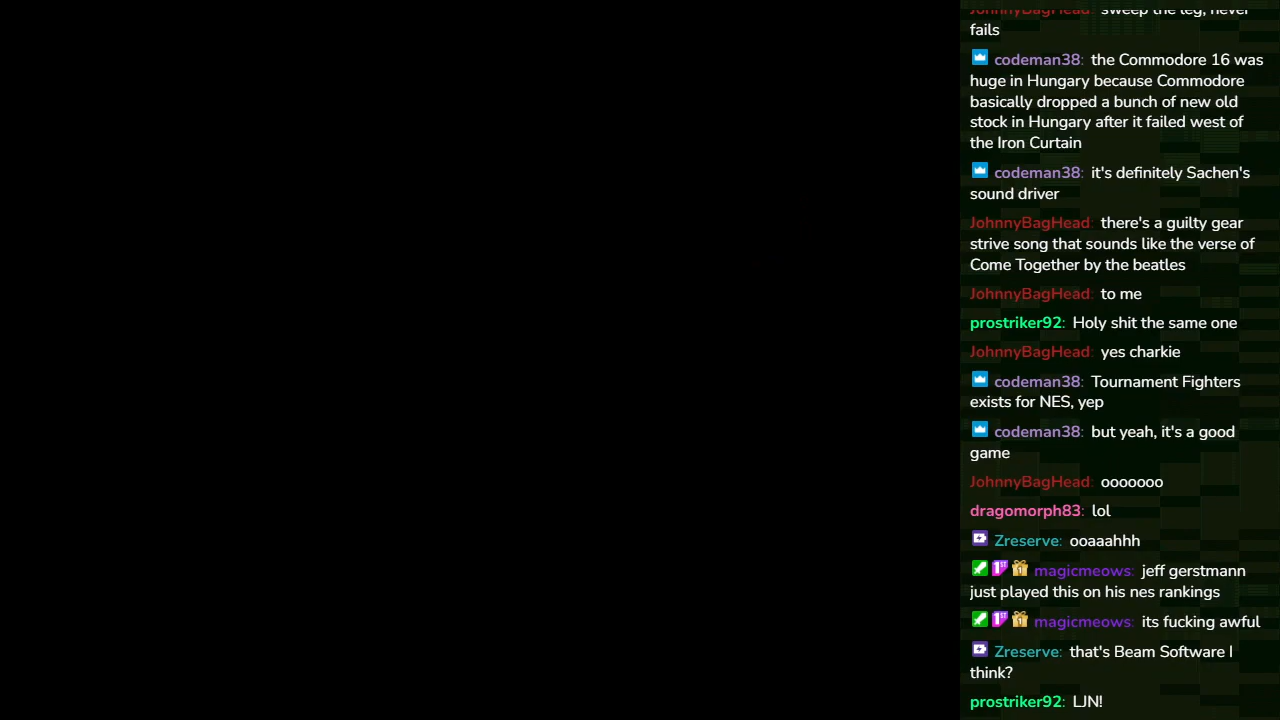 JohnnyBagHead: sweep the leg, never
fails
codeman38: the Commodore 16 was
huge in Hungary because Commodore
basically dropped a bunch of new old
stock in Hungary after it failed west of
the Iron Curtain
codeman38: it's definitely Sachen's
sound driver
JohnnyBagHead: there's a guilty gear
strive song that sounds like the verse of
Come Together by the beatles
JohnnyBagHead: to me
prostriker92: Holy shit the same one
JohnnyBagHead: yes charkie
codeman38: Tournament Fighters
exists for NES, yep
codeman38: but yeah, it's a good
game
JohnnyBagHead: ooooooo
dragomorph83: lol
Zreserve: ooaaahhh
magicmeows: jeff gerstmann
just played this on his nes rankings
magicmeows: its fucking awful
Zreserve: that's Beam Software I
think?
prostriker92: LJN!